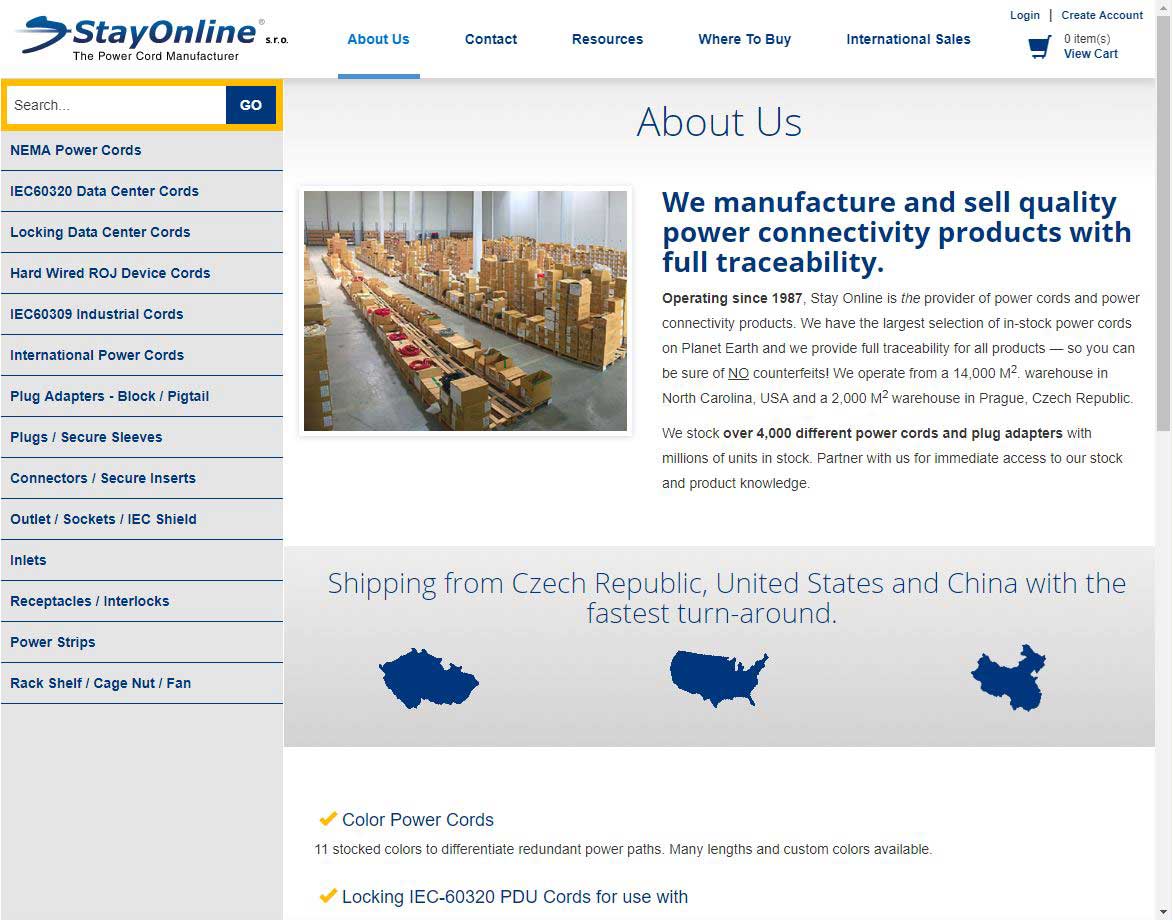 StayOnline® s.r.o.
The Power Cord Manufacturer
About Us
Contact
Resources
Where To Buy
International Sales
Login | Create Account
0 item(s)
View Cart
Search...
GO
NEMA Power Cords
IEC60320 Data Center Cords
Locking Data Center Cords
Hard Wired ROJ Device Cords
IEC60309 Industrial Cords
International Power Cords
Plug Adapters - Block / Pigtail
Plugs / Secure Sleeves
Connectors / Secure Inserts
Outlet / Sockets / IEC Shield
Inlets
Receptacles / Interlocks
Power Strips
Rack Shelf / Cage Nut / Fan
About Us
We manufacture and sell quality
power connectivity products with
full traceability.
Operating since 1987, Stay Online is the provider of power cords and power
connectivity products. We have the largest selection of in-stock power cords
on Planet Earth and we provide full traceability for all products — so you can
be sure of NO counterfeits! We operate from a 14,000 M². warehouse in
North Carolina, USA and a 2,000 M² warehouse in Prague, Czech Republic.
We stock over 4,000 different power cords and plug adapters with
millions of units in stock. Partner with us for immediate access to our stock
and product knowledge.
Shipping from Czech Republic, United States and China with the
fastest turn-around.
Color Power Cords
11 stocked colors to differentiate redundant power paths. Many lengths and custom colors available.
Locking IEC-60320 PDU Cords for use with